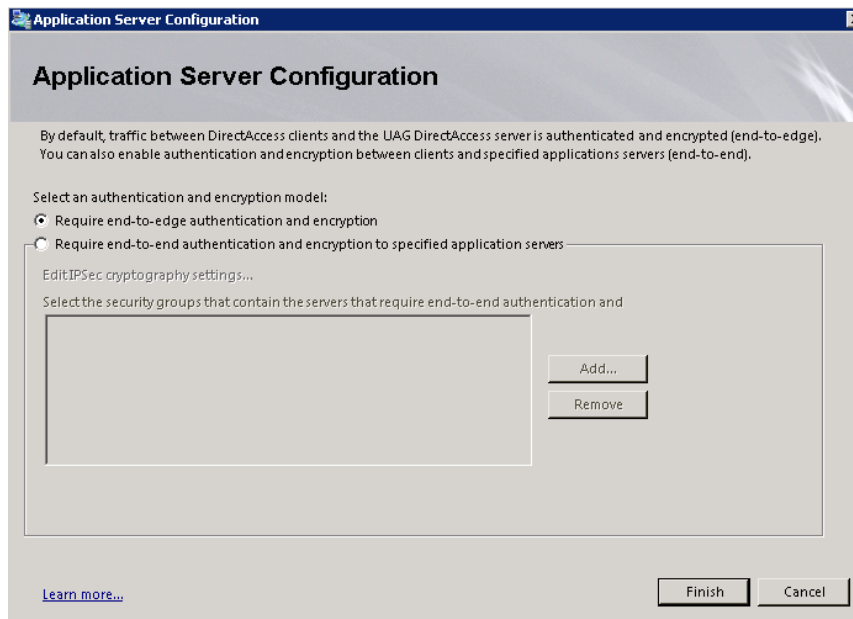 Application Server Configuration
Application Server Configuration
By default, traffic between DirectAccess clients and the UAG DirectAccess server is authenticated and encrypted (end-to-edge).
You can also enable authentication and encryption between clients and specified applications servers (end-to-end).
Select an authentication and encryption model:
Require end-to-edge authentication and encryption
Require end-to-end authentication and encryption to specified application servers
Edit IPSec cryptography settings...
Select the security groups that contain the servers that require end-to-end authentication and
Add...
Remove
Learn more...
Finish
Cancel